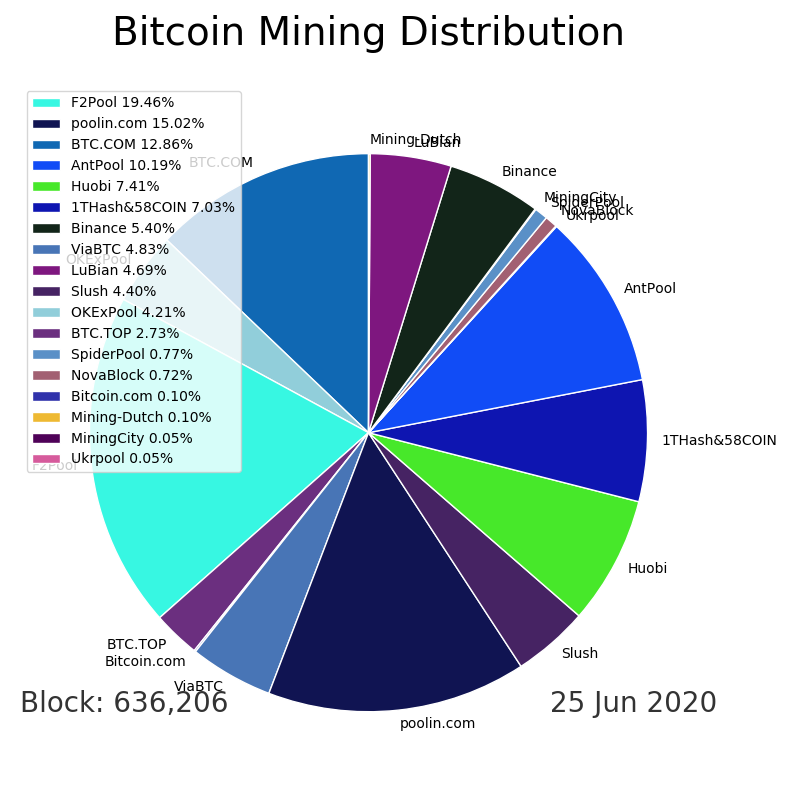 Bitcoin Mining Distribution
F2Pool 19.46%
poolin.com 15.02%
BTC.COM 12.86%
AntPool 10.19%
Huobi 7.41%
1THash&58COIN 7.03%
Binance 5.40%
ViaBTC 4.83%
LuBian 4.69%
Slush 4.40%
OKExPool 4.21%
BTC.TOP 2.73%
SpiderPool 0.77%
NovaBlock 0.72%
Bitcoin.com 0.10%
Mining-Dutch 0.10%
MiningCity 0.05%
Ukrpool 0.05%
Mining-Dutch
LuBian
BTC.COM
Binance
MiningCity
SpiderPool
NovaBlock
Ukrpool
OKExPool
AntPool
1THash&58COIN
F2Pool
Huobi
BTC.TOP
Slush
Bitcoin.com
ViaBTC
poolin.com
Block: 636,206
25 Jun 2020